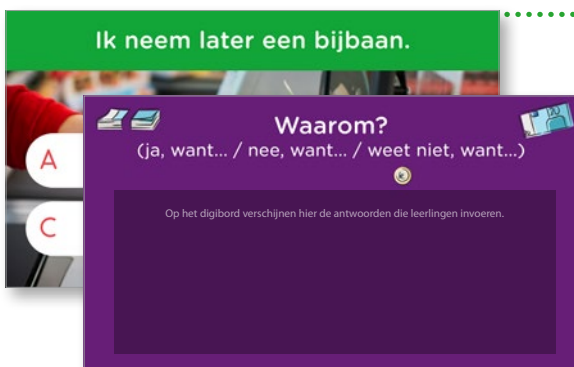 Ik neem later een bijbaan.
A
C
Waarom?
(ja, want... / nee, want... / weet niet, want...)
Op het digibord verschijnen hier de antwoorden die leerlingen invoeren.